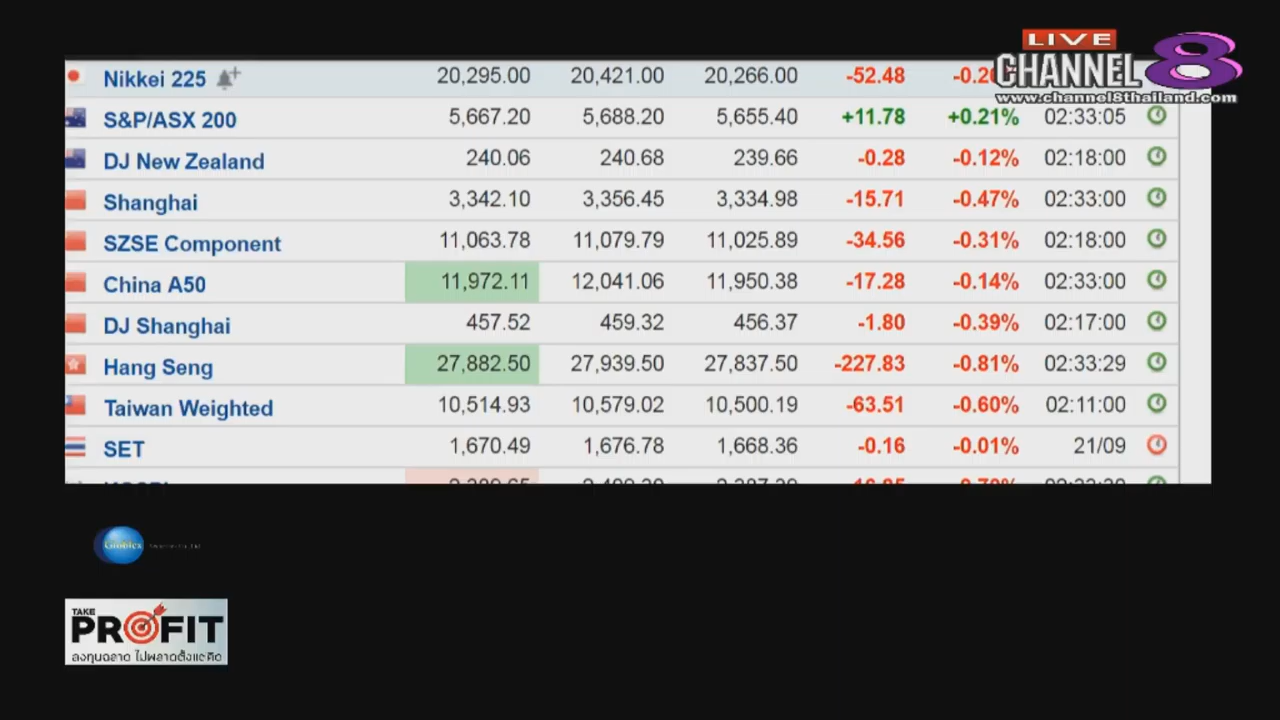 LIVE
CHANNEL 8
www.channel8thailand.com
Nikkei 225 20,295.00 20,421.00 20,266.00 -52.48
S&P/ASX 200 5,667.20 5,688.20 5,655.40 +11.78 +0.21% 02:33:05
DJ New Zealand 240.06 240.68 239.66 -0.28 -0.12% 02:18:00
Shanghai 3,342.10 3,356.45 3,334.98 -15.71 -0.47% 02:33:00
SZSE Component 11,063.78 11,079.79 11,025.89 -34.56 -0.31% 02:18:00
China A50 11,972.11 12,041.06 11,950.38 -17.28 -0.14% 02:33:00
DJ Shanghai 457.52 459.32 456.37 -1.80 -0.39% 02:17:00
Hang Seng 27,882.50 27,939.50 27,837.50 -227.83 -0.81% 02:33:29
Taiwan Weighted 10,514.93 10,579.02 10,500.19 -63.51 -0.60% 02:11:00
SET 1,670.49 1,676.78 1,668.36 -0.16 -0.01% 21/09
TAKE
PROFIT
ลงทุนฉลาด ไม่พลาดตั้งแต่คิด